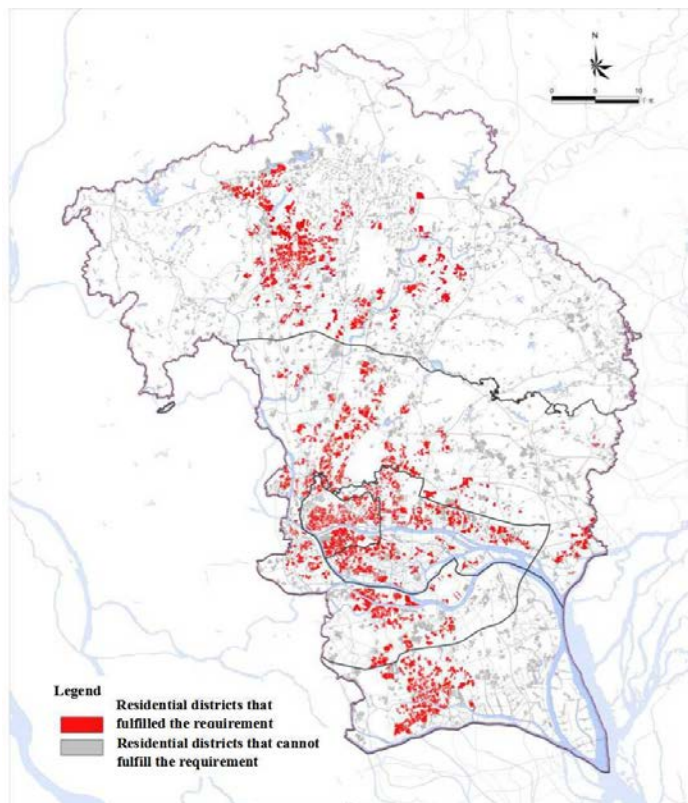 N
0 5 10
Legend
Residential districts that
fulfilled the requirement
Residential districts that cannot
fulfill the requirement